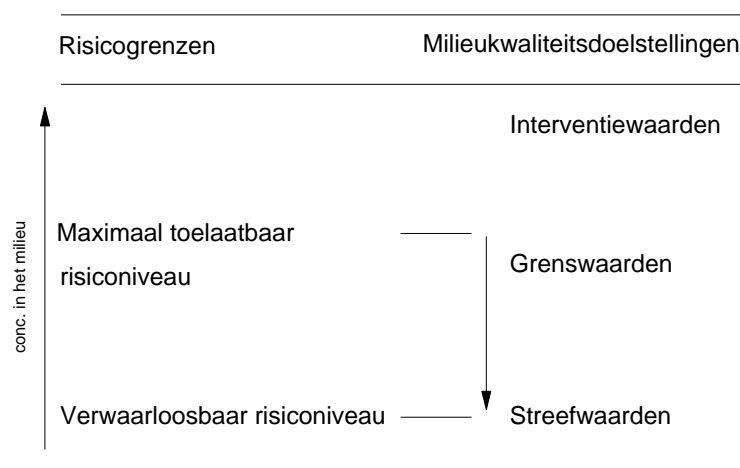 Risicogrenzen
Milieukwaliteitsdoelstellingen
Interventiewaarden
conc. in het milieu
Maximaal toelaatbaar
risiconiveau
Grenswaarden
Verwaarloosbaar risiconiveau
Streefwaarden